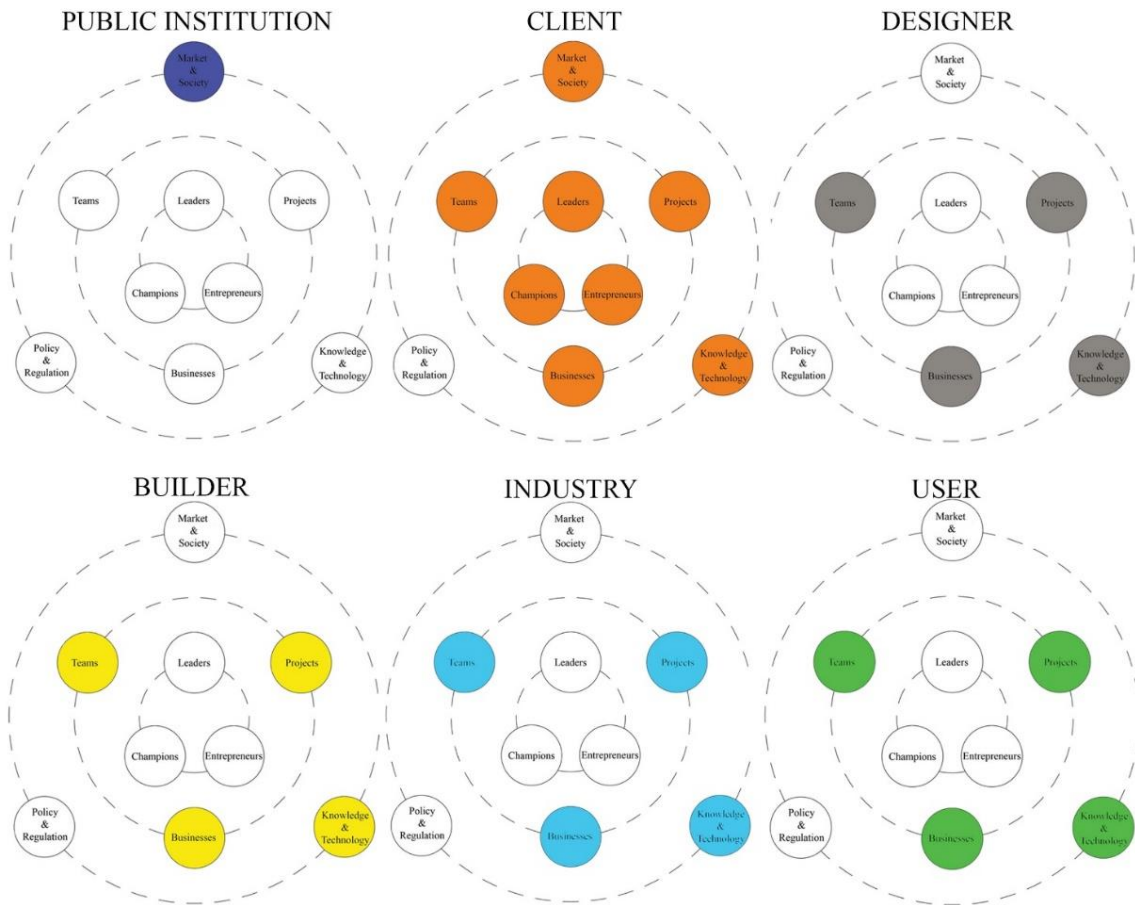 PUBLIC INSTITUTION
Market
&
Society
Teams
Leaders
Projects
Champions
Entrepreneurs
Policy
&
Regulation
Businesses
Knowledge
&
Technology
CLIENT
Market
&
Society
Teams
Leaders
Projects
Champions
Entrepreneurs
Policy
&
Regulation
Businesses
Knowledge
&
Technology
DESIGNER
Market
&
Society
Teams
Leaders
Projects
Champions
Entrepreneurs
Policy
&
Regulation
Businesses
Knowledge
&
Technology
BUILDER
Market
&
Society
Teams
Leaders
Projects
Champions
Entrepreneurs
Policy
&
Regulation
Businesses
Knowledge
&
Technology
INDUSTRY
Market
&
Society
Teams
Leaders
Projects
Champions
Entrepreneurs
Policy
&
Regulation
Businesses
Knowledge
&
Technology
USER
Market
&
Society
Teams
Leaders
Projects
Champions
Entrepreneurs
Policy
&
Regulation
Businesses
Knowledge
&
Technology